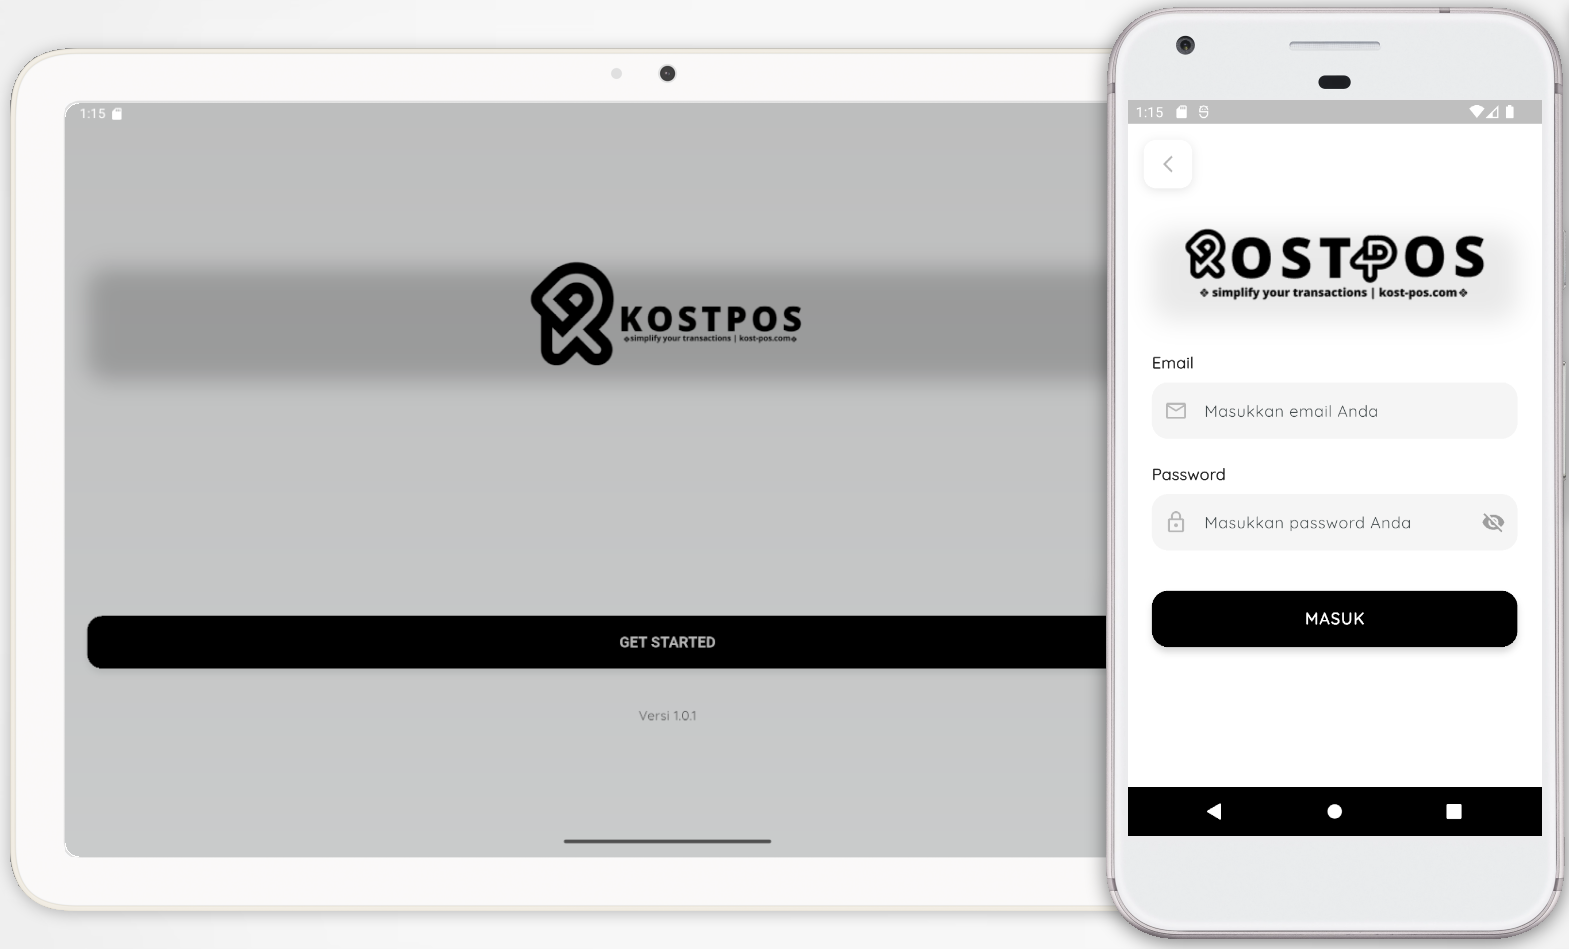 1:15
KOSTPOS
❖simplify your transactions | kost-pos.com❖
GET STARTED
Versi 1.0.1
1:15
KOSTPOS
❖ simplify your transactions | kost-pos.com ❖
Email
Masukkan email Anda
Password
Masukkan password Anda
MASUK